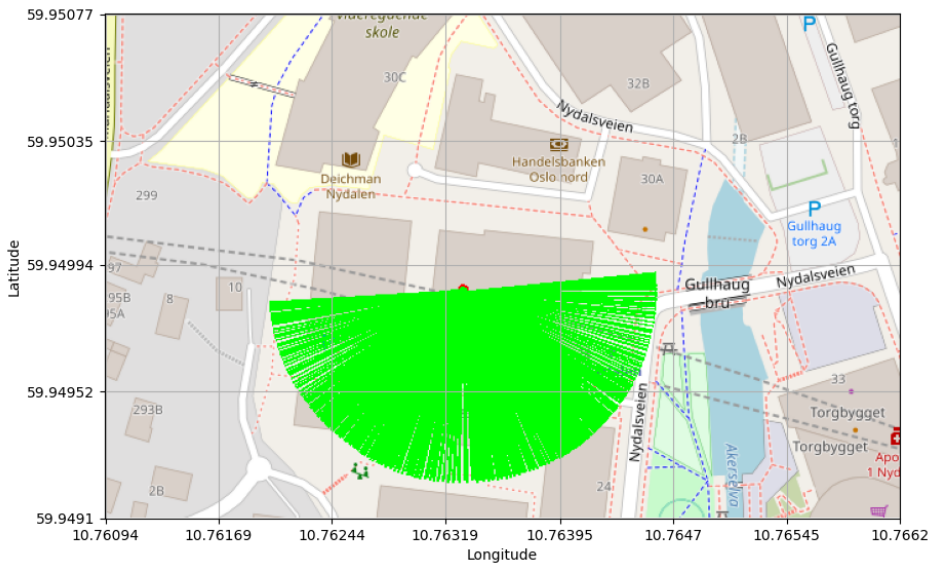 59.95077
Videregående
skole
P
30C
32B
Nydalsveien
Gullhaug torg
2B
59.95035
Handelsbanken
Oslo nord
Deichman
Nydalen
30A
299
P
Gullhaug
torg 2A
59.94994
Latitude
97
10
Gullhaug
bru
Nydalsveien
95B
8
95A
33
59.94952
293B
Torgbygget
Torgbygget
Nydalsveien
Akerselva
Apo
1 Nyd
2B
24
59.9491
10.76094
10.76169
10.76244
10.76319
10.76395
10.7647
10.76545
10.7662
Longitude